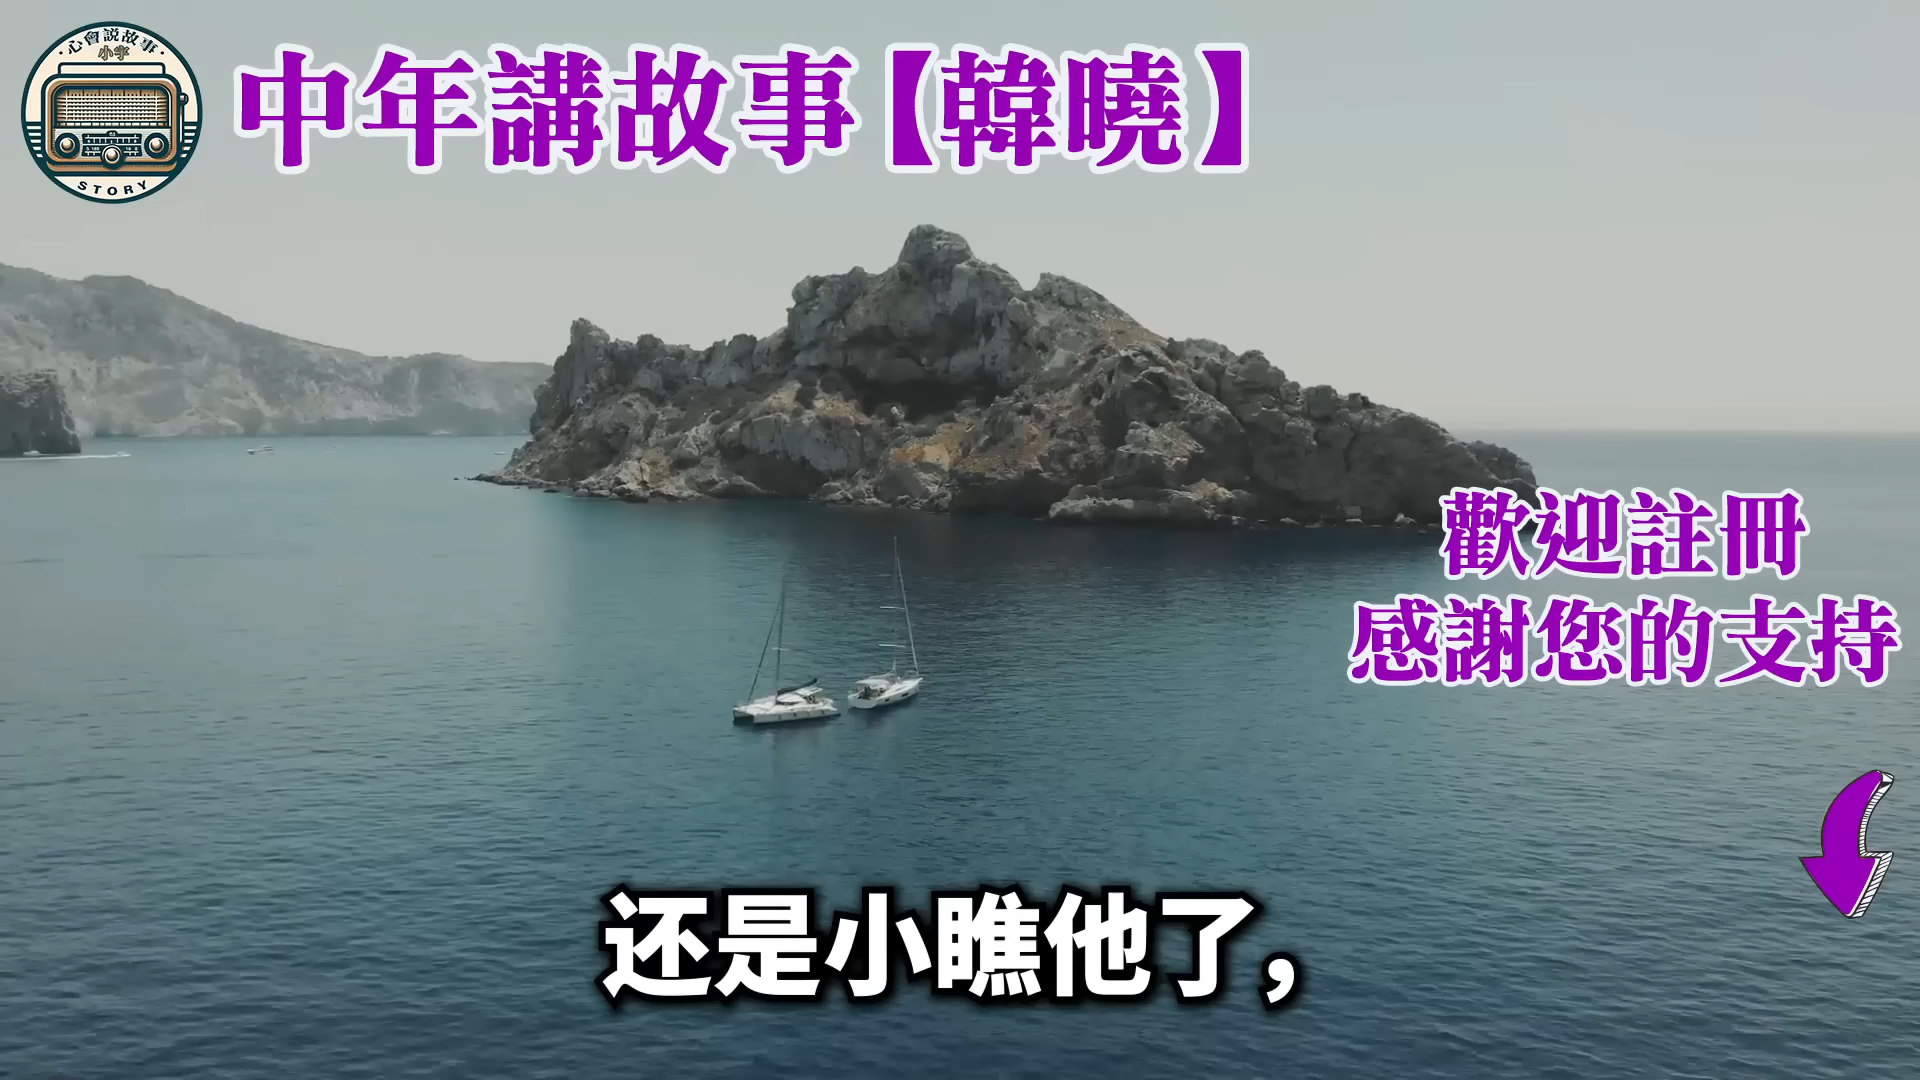 心會説故事
小宇
STORY
中年講故事【韓曉】
歡迎註冊
感謝您的支持
还是小瞧他了,